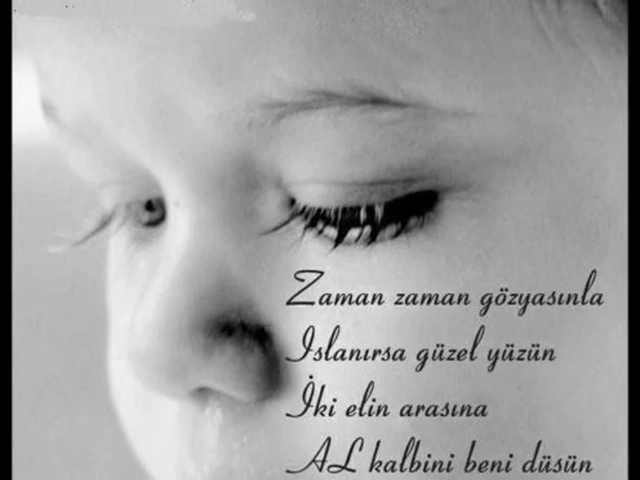 Zaman zaman gözyasınla
Islanırsa güzel yüzün
İki elin arasına
AL kalbini beni düsün